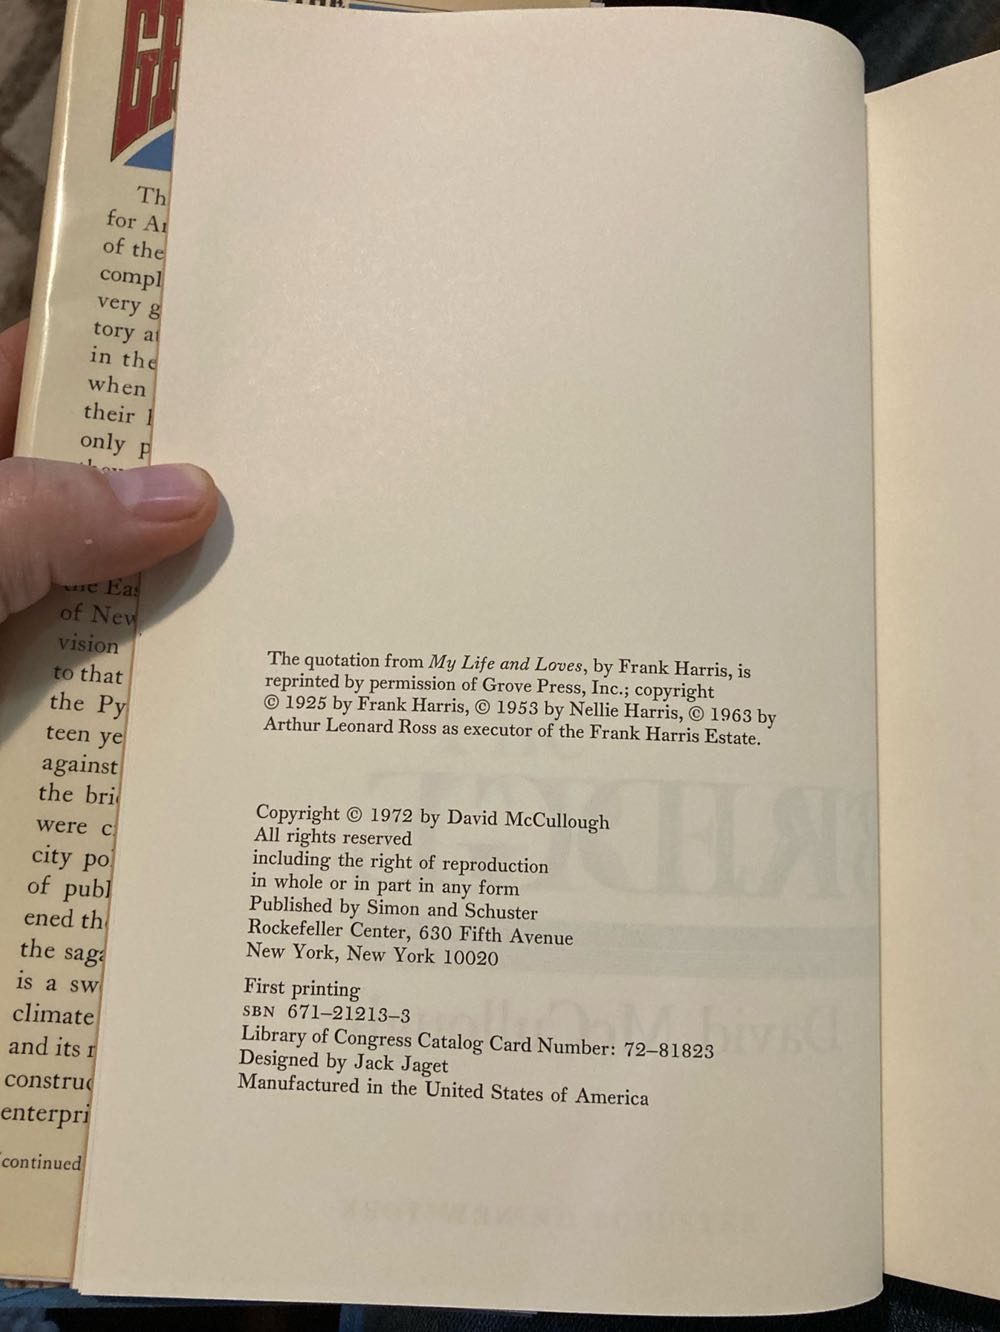 THE
Th
for Ar
of the
compl
very g
tory at
in the
when
their
only p
the Eas
of New
vision
to that
the Py
teen ye
against
the bri
were c
city po
of publ
ened th
the saga
is a sw
climate
and its r
construc
enterpri
(continued
The quotation from My Life and Loves, by Frank Harris, is
reprinted by permission of Grove Press, Inc.; copyright
© 1925 by Frank Harris, © 1953 by Nellie Harris, © 1963 by
Arthur Leonard Ross as executor of the Frank Harris Estate.
Copyright © 1972 by David McCullough
All rights reserved
including the right of reproduction
in whole or in part in any form
Published by Simon and Schuster
Rockefeller Center, 630 Fifth Avenue
New York, New York 10020
First printing
SBN 671–21213–3
Library of Congress Catalog Card Number: 72–81823
Designed by Jack Jaget
Manufactured in the United States of America